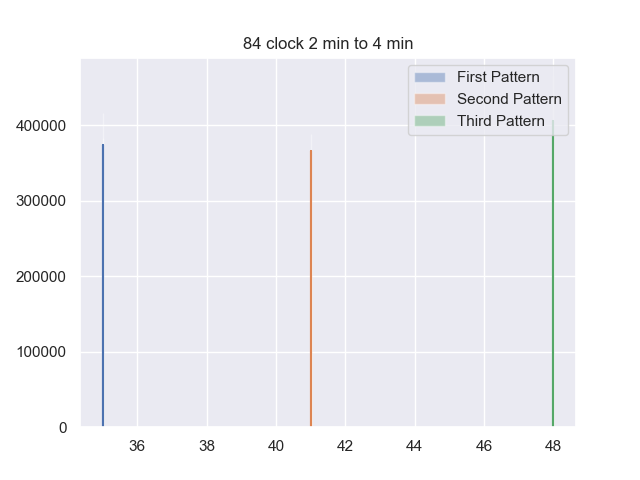 84 clock 2 min to 4 min
First Pattern
Second Pattern
Third Pattern
400000
300000
200000
100000
0
36 38 40 42 44 46 48